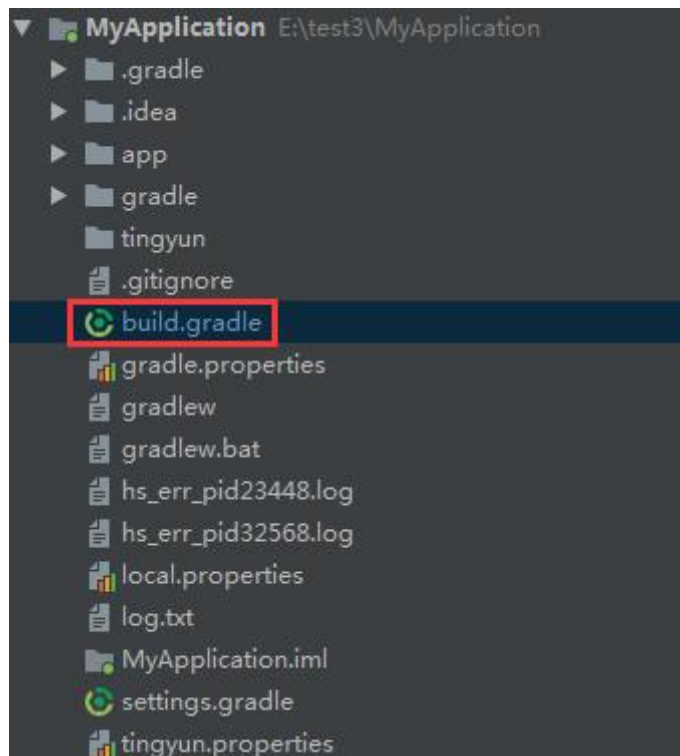 MyApplication E:\test3\MyApplication
.gradle
.idea
app
gradle
tingyun
.gitignore
build.gradle
gradle.properties
gradlew
gradlew.bat
hs_err_pid23448.log
hs_err_pid32568.log
local.properties
log.txt
MyApplication.iml
settings.gradle
tingyun.properties